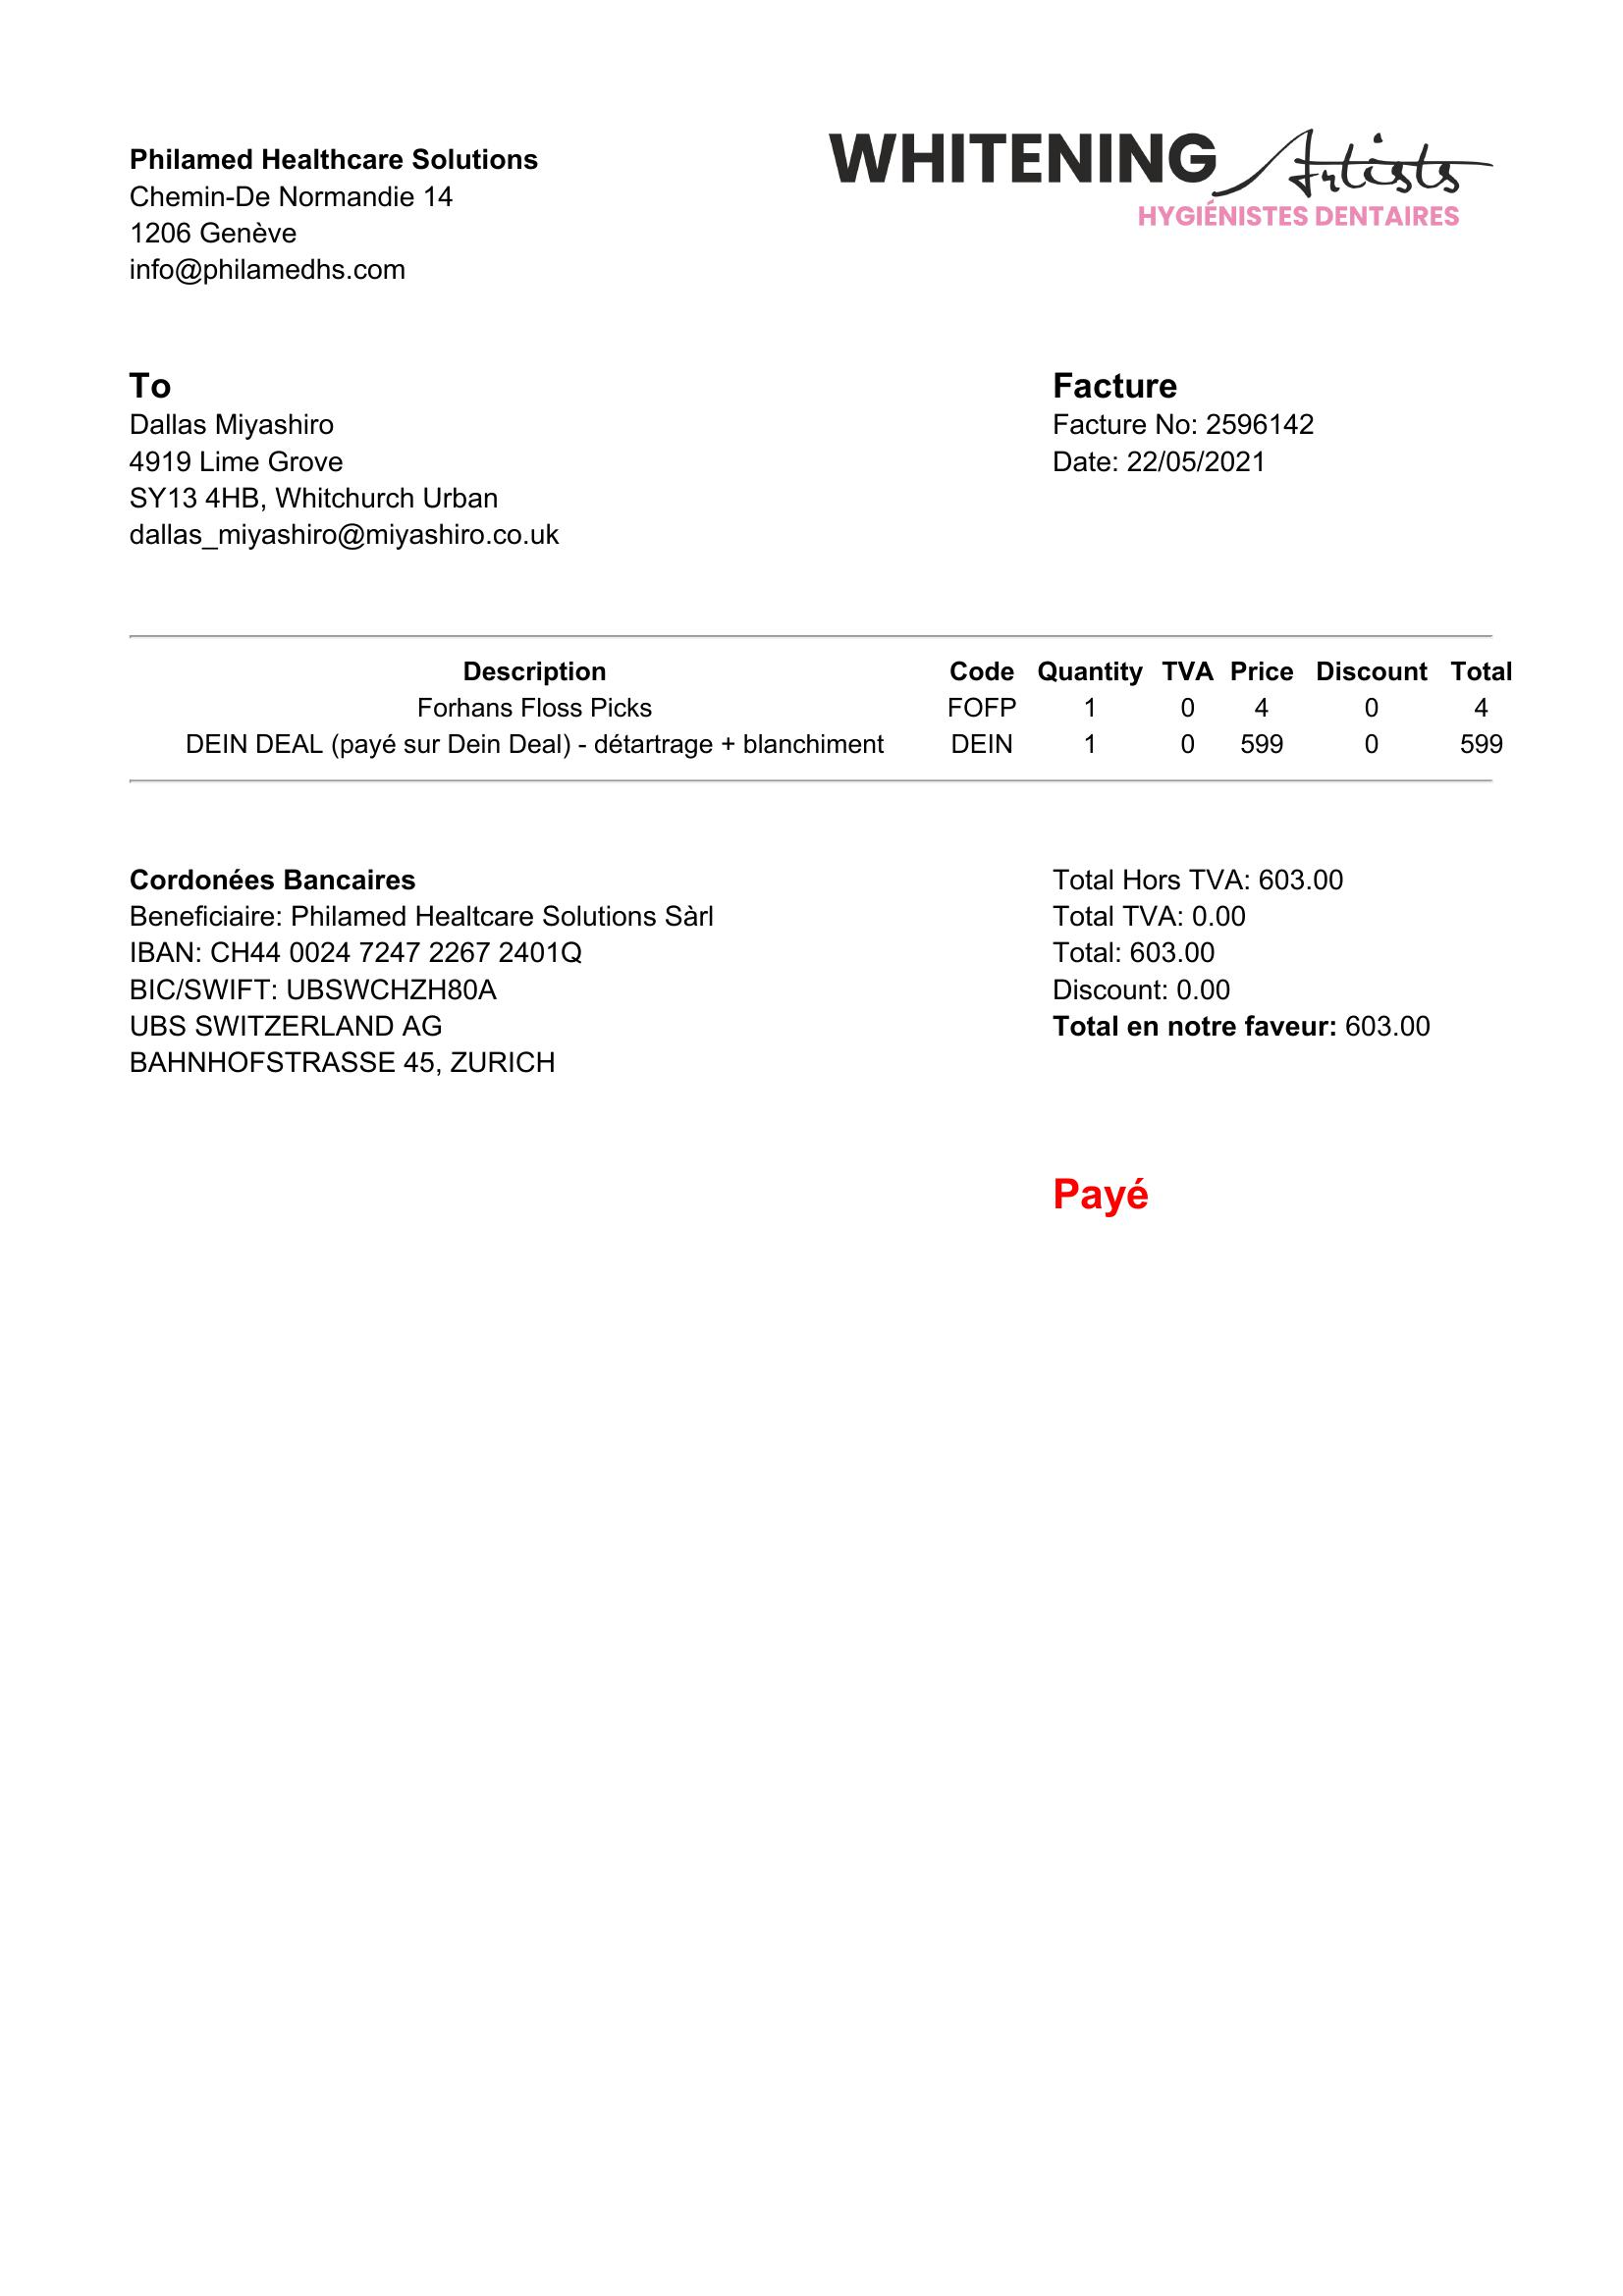 Philamed Healthcare Solutions
Chemin-De Normandie 14
1206 Genève
info@philamedhs.com
WHITENING Artists
HYGIÉNISTES DENTAIRES
To
Dallas Miyashiro
4919 Lime Grove
SY13 4HB, Whitchurch Urban
dallas_miyashiro@miyashiro.co.uk
Facture
Facture No: 2596142
Date: 22/05/2021
Description Code Quantity TVA Price Discount Total
Forhans Floss Picks FOFP 1 0 4 0 4
DEIN DEAL (payé sur Dein Deal) - détartrage + blanchiment DEIN 1 0 599 0 599
Cordonées Bancaires
Beneficiaire: Philamed Healtcare Solutions Sàrl
IBAN: CH44 0024 7247 2267 2401Q
BIC/SWIFT: UBSWCHZH80A
UBS SWITZERLAND AG
BAHNHOFSTRASSE 45, ZURICH
Total Hors TVA: 603.00
Total TVA: 0.00
Total: 603.00
Discount: 0.00
Total en notre faveur: 603.00
Payé